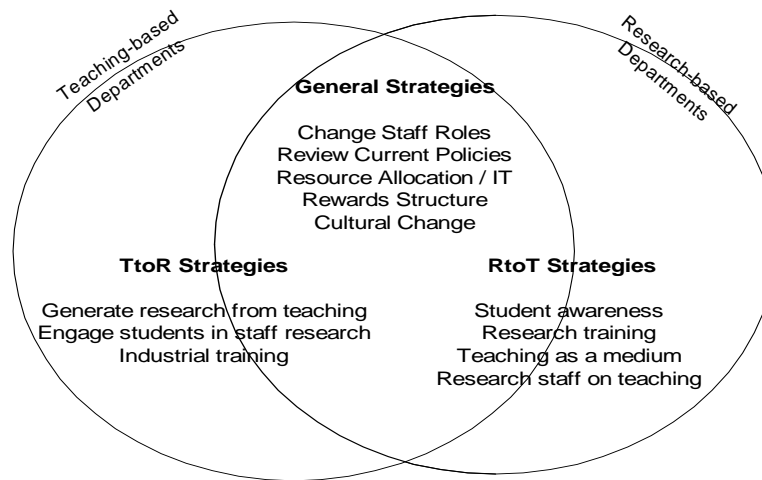 Teaching-based
Departments
Research-based
Departments
General Strategies
Change Staff Roles
Review Current Policies
Resource Allocation / IT
Rewards Structure
Cultural Change
TtoR Strategies
Generate research from teaching
Engage students in staff research
Industrial training
RtoT Strategies
Student awareness
Research training
Teaching as a medium
Research staff on teaching